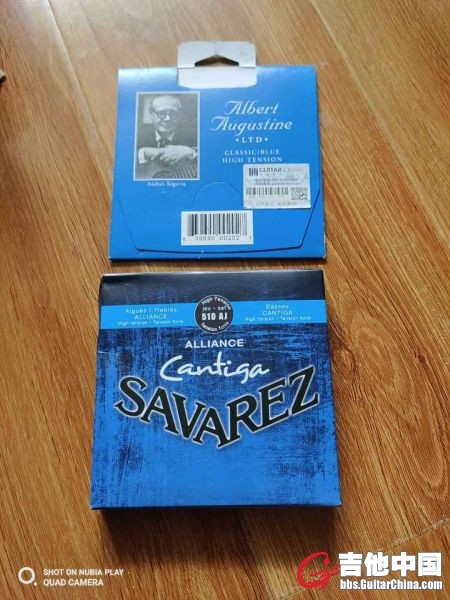 Albert
Augustine
• LTD •
CLASSIC/BLUE
HIGH TENSION
Andrés Segovia
GUITAR
High Tension
jeu - set
510 AJ
Tension forte
Aiguës / Trebles
ALLIANCE
High tension / Tension forte
Basses
CANTIGA
High tension / Tension forte
ALLIANCE
Cantiga
SAVAREZ
SHOT ON NUBIA PLAY
QUAD CAMERA
吉他中国
bbs.GuitarChina.com